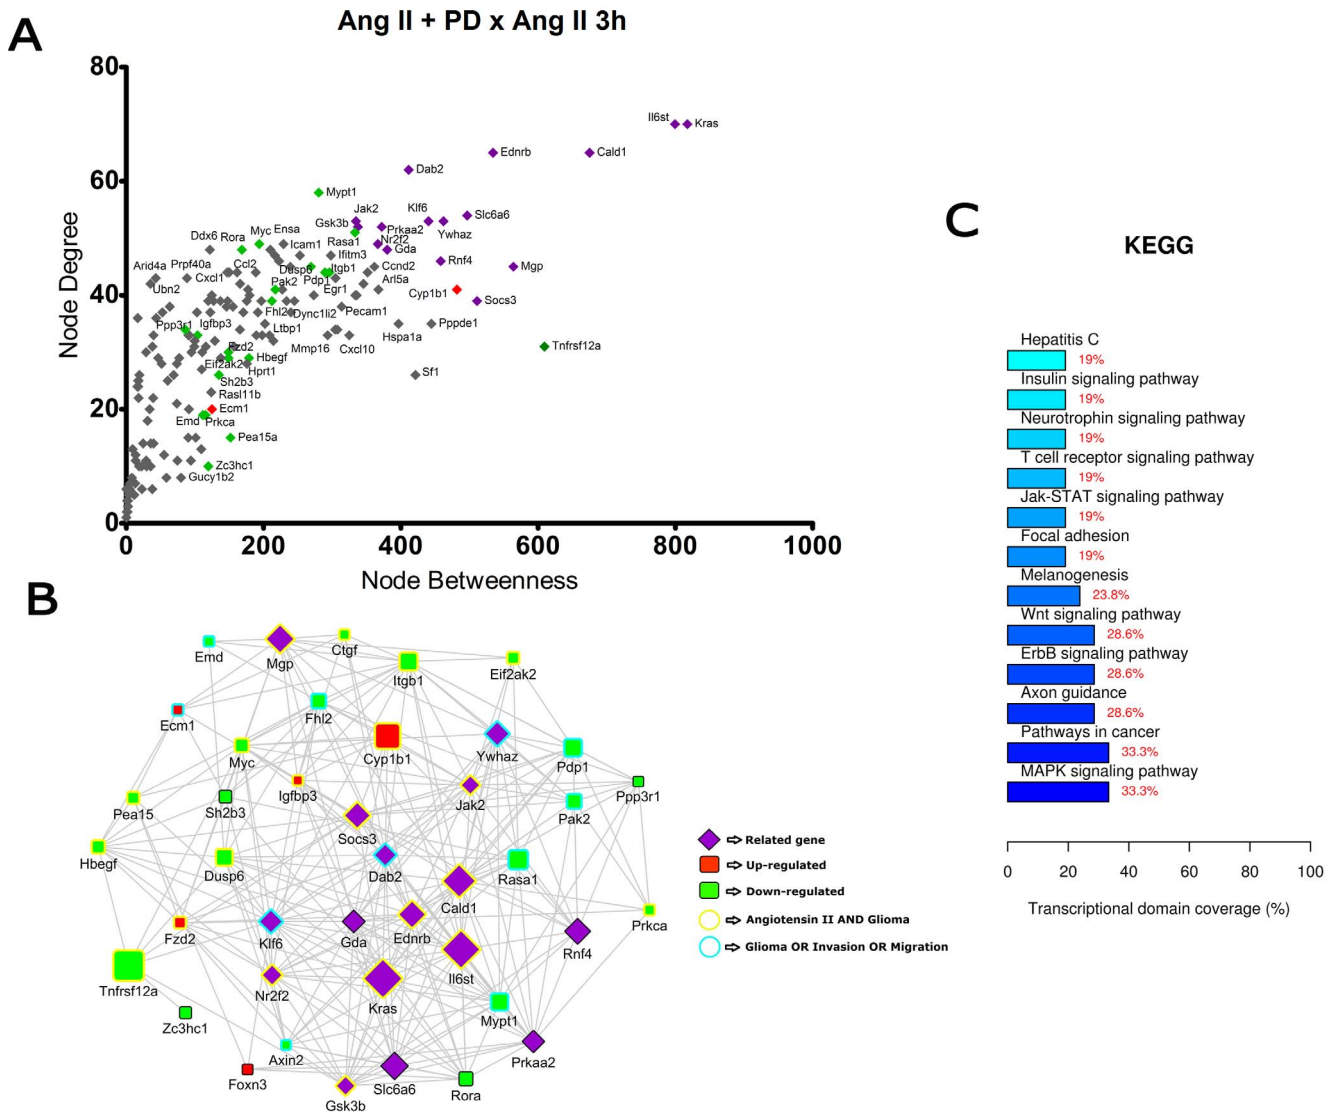 A
Ang II + PD x Ang II 3h
80
60
40
20
0
Node Degree
0 200 400 600 800 1000
Node Betweenness
Il6st Kras
Ednrb Cald1
Dab2
Mypt1
Jak2 Klf6 Slc6a6
Gsk3b Prkaa2 Ywhaz
Ddx6 Rora Myc Ensa Icam1 Rasa1 Nr2f2
Ifitm3 Gda
Arid4a Prpf40a Ccl2 Dusp6 Itgb1 Ccnd2 Rnf4 Mgp
Cxcl1 Pak2 Pdp1 Arl5a
Ubn2 Egr1 Cyp1b1 Socs3
Fhl2 Dync1li2 Pecam1
Ppp3r1 Igfbp3 Ltbp1 Hspa1a Pppde1
Fzd2 Mmp16 Cxcl10 Tnfrsf12a
Eif2ak2 Hbegf
Hprt1
Sh2b3 Sf1
Rasl11b
Ecm1
Emd Prkca
Pea15a
Zc3hc1
Gucy1b2
B
Emd Mgp Ctgf Itgb1 Eif2ak2
Ecm1 Fhl2
Myc Cyp1b1 Ywhaz Pdp1
Igfbp3 Jak2 Ppp3r1
Pea15 Sh2b3 Socs3 Pak2
Hbegf Dusp6 Dab2 Rasa1
Cald1
Fzd2 Klf6 Gda Ednrb Rnf4 Prkca
Tnfrsf12a Nr2f2 Kras Il6st
Zc3hc1 Mypt1
Axin2 Prkaa2
Foxn3 Gsk3b Slc6a6 Rora
Related gene
Up-regulated
Down-regulated
Angiotensin II AND Glioma
Glioma OR Invasion OR Migration
C
KEGG
Hepatitis C
19%
Insulin signaling pathway
19%
Neurotrophin signaling pathway
19%
T cell receptor signaling pathway
19%
Jak-STAT signaling pathway
19%
Focal adhesion
19%
Melanogenesis
23.8%
Wnt signaling pathway
28.6%
ErbB signaling pathway
28.6%
Axon guidance
28.6%
Pathways in cancer
33.3%
MAPK signaling pathway
33.3%
0 20 40 60 80 100
Transcriptional domain coverage (%)